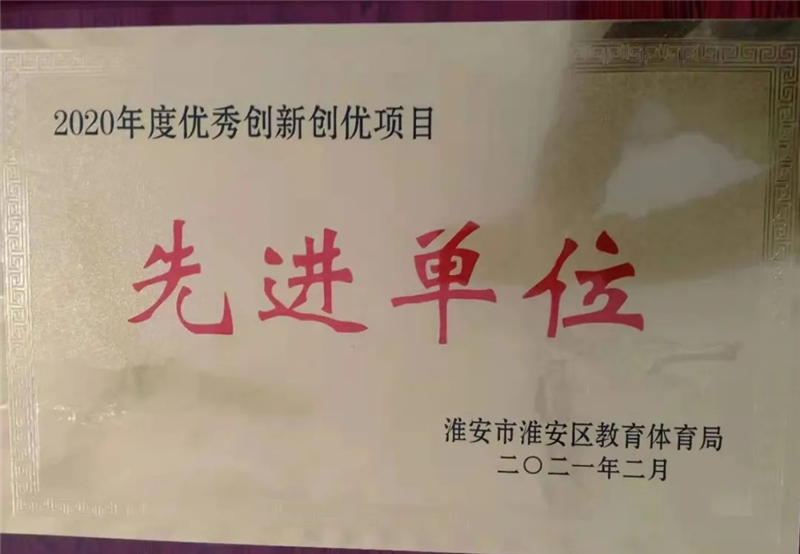 2020年度优秀创新创优项目
先进单位
淮安市淮安区教育体育局
二〇二一年二月